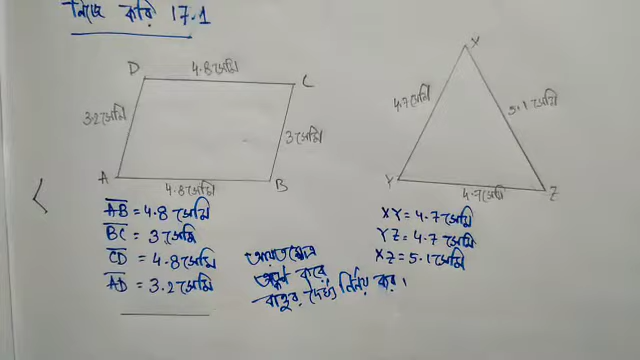 নিজে করি 17.1
D 4.8 সেমি C
3.2 সেমি
3 সেমি
A 4.8 সেমি B
X
4.7 সেমি
5.1 সেমি
Y 4.7 সেমি Z
AB = 4.8 সেমি
BC = 3 সেমি
CD = 4.8 সেমি
AD = 3.2 সেমি
XY = 4.7 সেমি
YZ = 4.7 সেমি
XZ = 5.1 সেমি
আয়তক্ষেত্র
করে,
বাহুর দৈর্ঘ্য নির্ণয় কর।